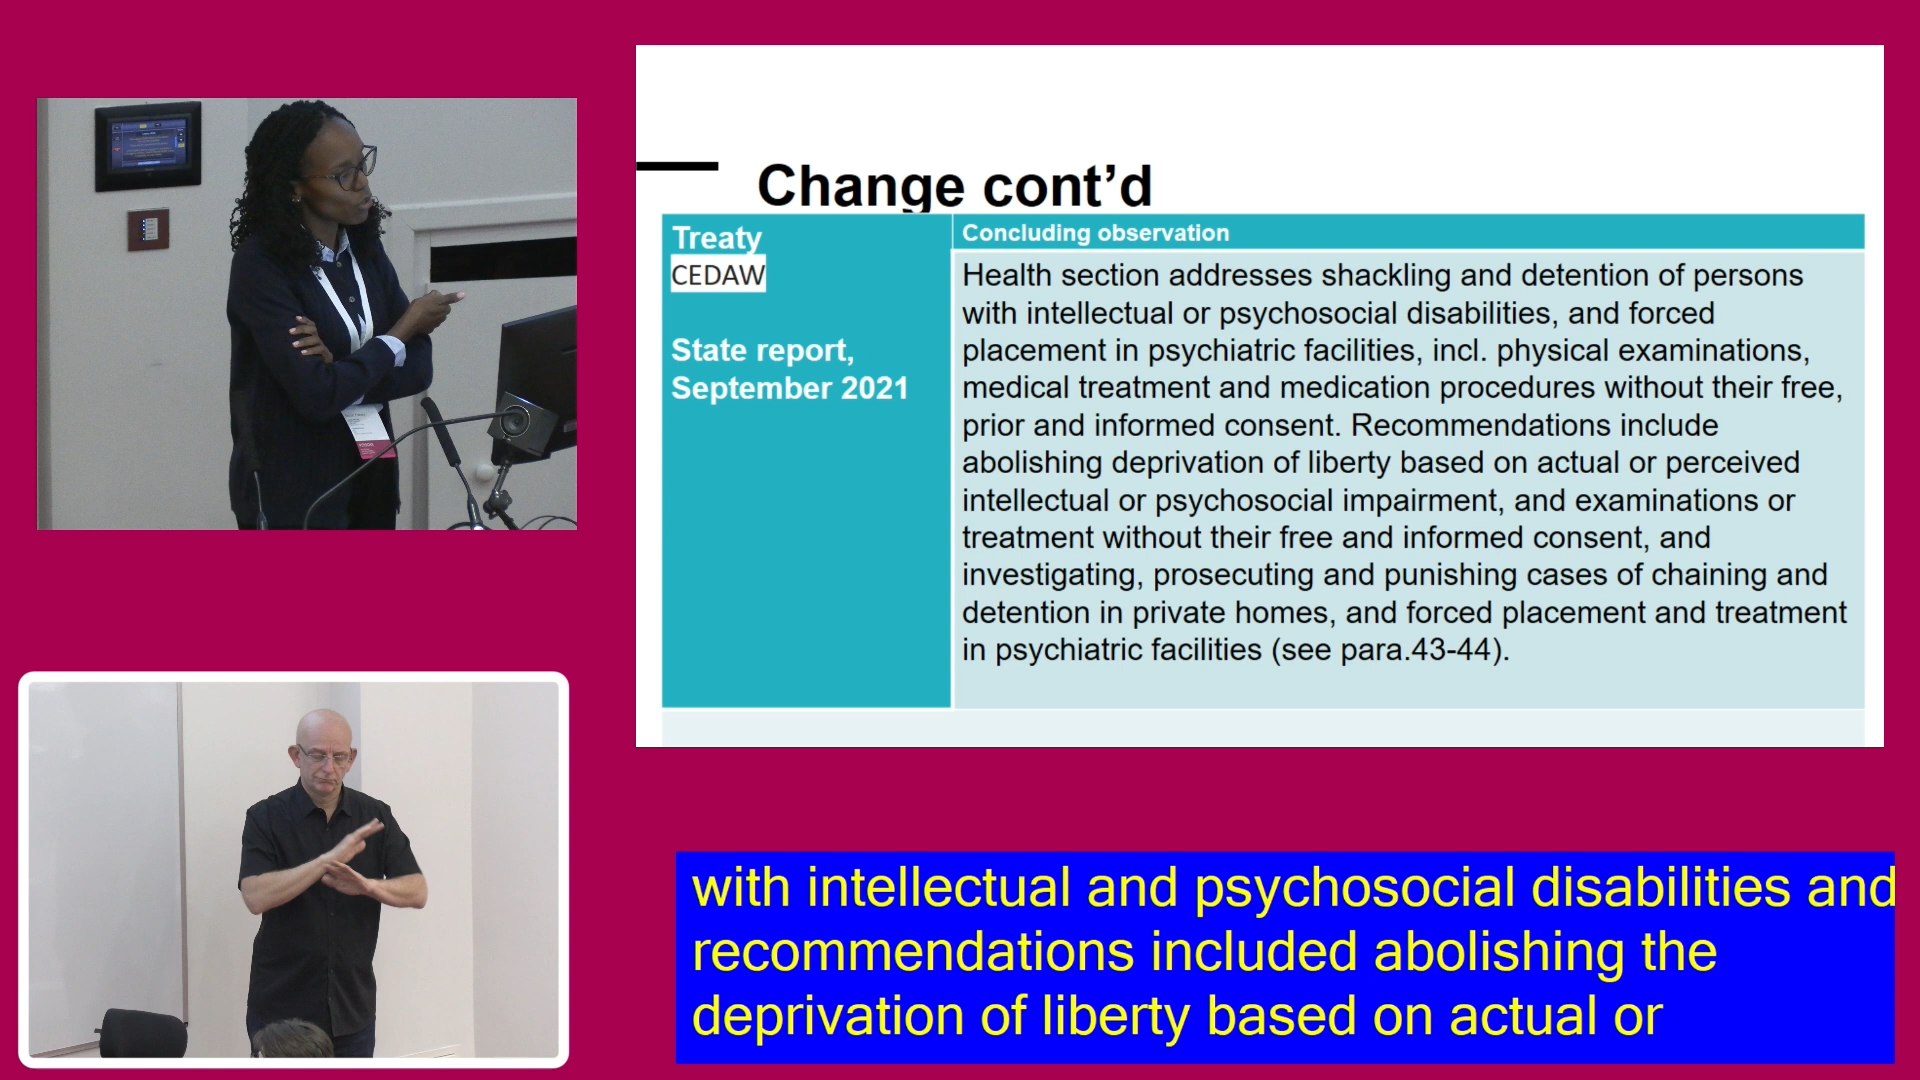 Change cont’d
Treaty
CEDAW
State report,
September 2021
Concluding observation
Health section addresses shackling and detention of persons
with intellectual or psychosocial disabilities, and forced
placement in psychiatric facilities, incl. physical examinations,
medical treatment and medication procedures without their free,
prior and informed consent. Recommendations include
abolishing deprivation of liberty based on actual or perceived
intellectual or psychosocial impairment, and examinations or
treatment without their free and informed consent, and
investigating, prosecuting and punishing cases of chaining and
detention in private homes, and forced placement and treatment
in psychiatric facilities (see para.43-44).
with intellectual and psychosocial disabilities and
recommendations included abolishing the
deprivation of liberty based on actual or